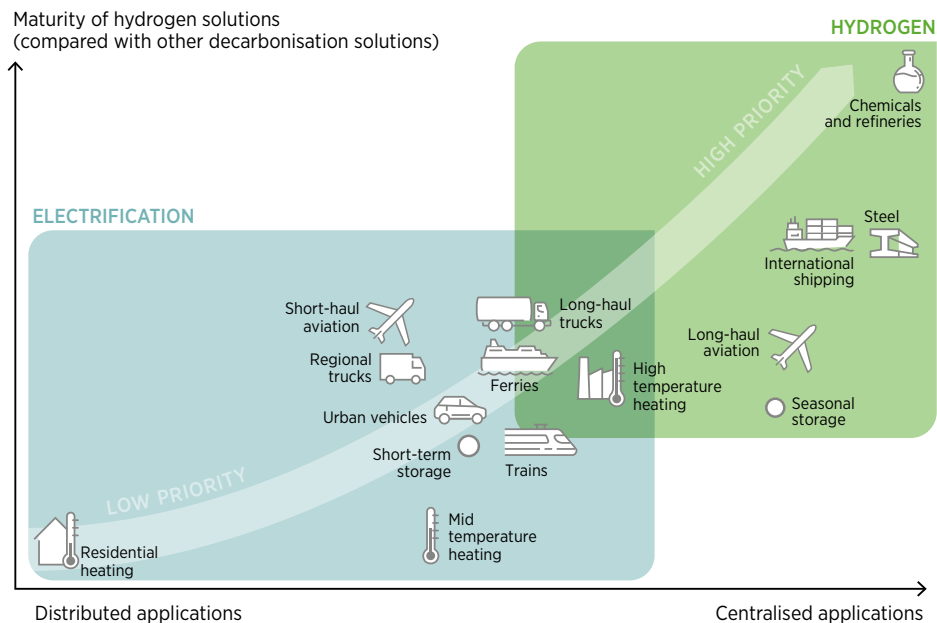 Maturity of hydrogen solutions
(compared with other decarbonisation solutions)
HYDROGEN
HIGH PRIORITY
Chemicals
and refineries
ELECTRIFICATION
Steel
International
shipping
Short-haul
aviation
Long-haul
trucks
Long-haul
aviation
Regional
trucks
Ferries
High
temperature
heating
Urban vehicles
Seasonal
storage
Short-term
storage
Trains
LOW PRIORITY
Mid
temperature
heating
Residential
heating
Distributed applications
Centralised applications